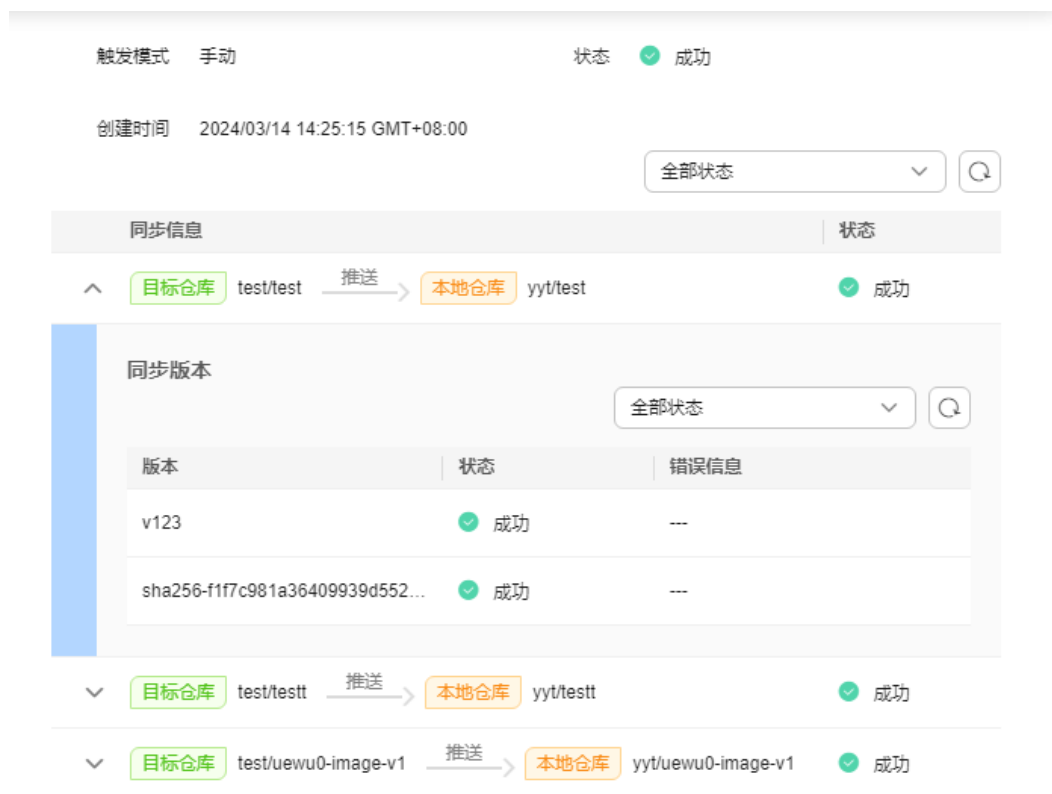 触发模式 手动 状态 成功
创建时间 2024/03/14 14:25:15 GMT+08:00
全部状态
同步信息 状态
目标仓库 test/test 推送 本地仓库 yyt/test 成功
同步版本
全部状态
版本 状态 错误信息
v123 成功 ---
sha256-f1f7c981a36409939d552... 成功 ---
目标仓库 test/testt 推送 本地仓库 yyt/testt 成功
目标仓库 test/uewu0-image-v1 推送 本地仓库 yyt/uewu0-image-v1 成功